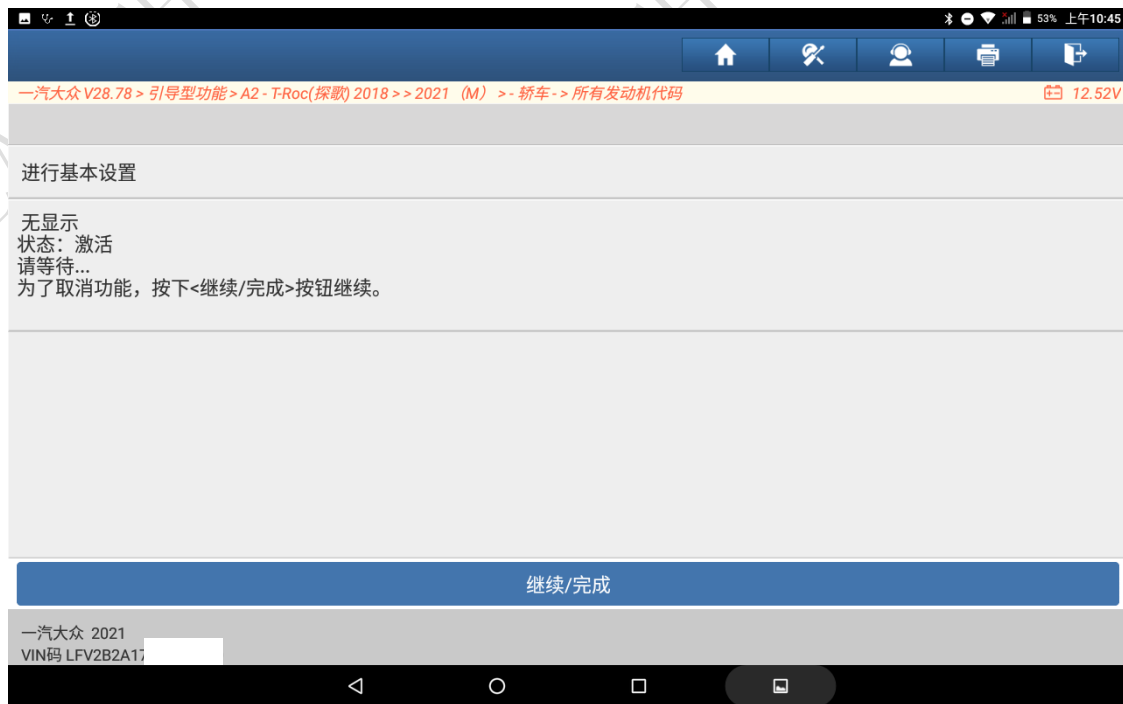 53% 上午10:45
一汽大众 V28.78 > 引导型功能 > A2 - T-Roc(探歌) 2018 > > 2021（M）> - 轿车 - > 所有发动机代码 12.52V
进行基本设置
无显示
状态：激活
请等待...
为了取消功能，按下<继续/完成>按钮继续。
继续/完成
一汽大众 2021
VIN码 LFV2B2A17